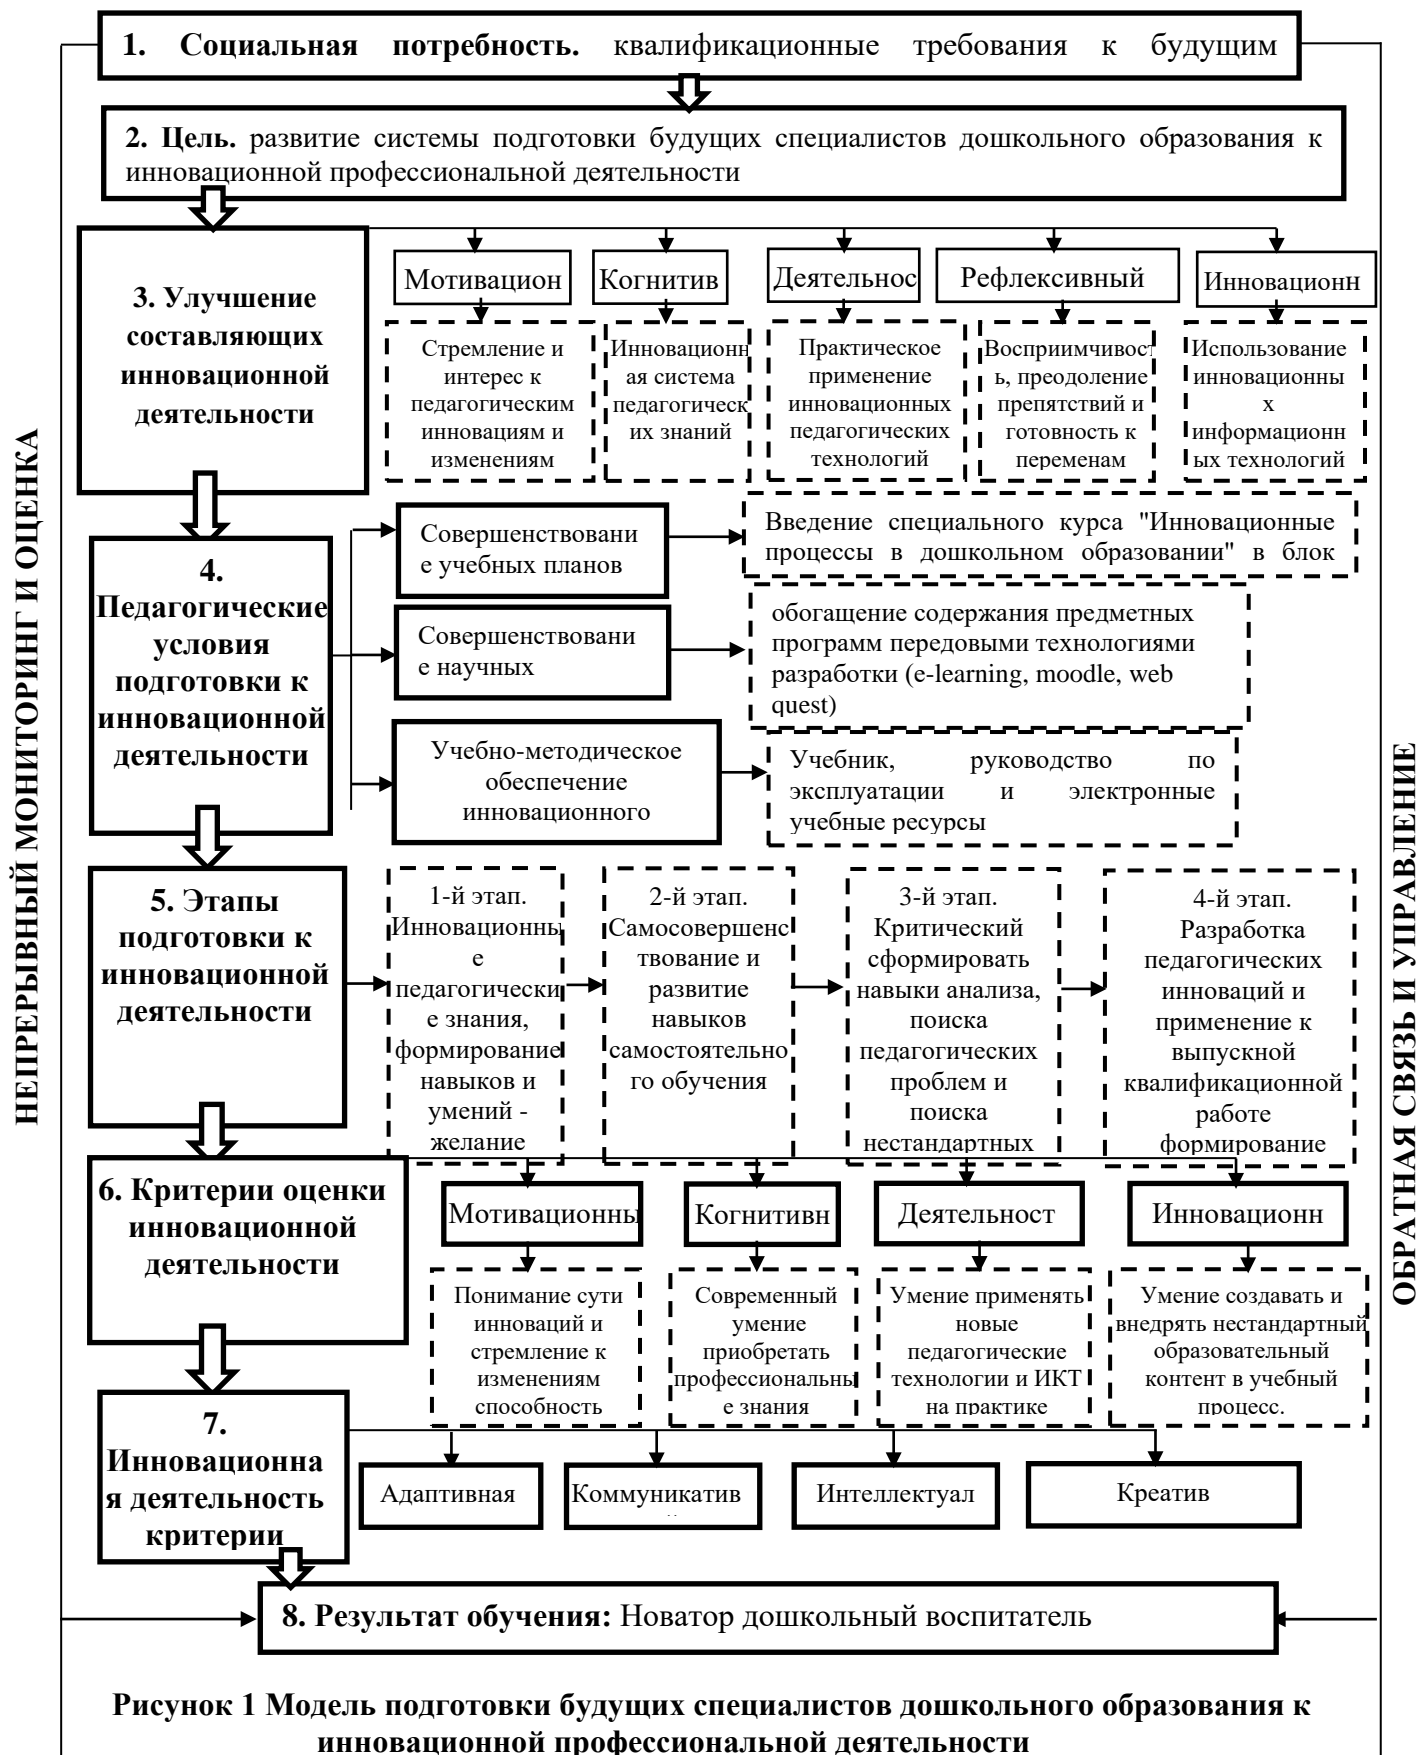 1. Социальная потребность. квалификационные требования к будущим
2. Цель. развитие системы подготовки будущих специалистов дошкольного образования к
инновационной профессиональной деятельности
3. Улучшение
составляющих
инновационной
деятельности
Мотивацион
Когнитив
Деятельнос
Рефлексивный
Инновационн
Стремление и
интерес к
педагогическим
инновациям и
изменениям
Инновационн
ая система
педагогическ
их знаний
Практическое
применение
инновационных
педагогических
технологий
Восприимчивост
ь, преодоление
препятствий и
готовность к
переменам
Использование
инновационны
х
информационн
ых технологий
4.
Педагогические
условия
подготовки к
инновационной
деятельности
Совершенствовани
е учебных планов
Введение специального курса "Инновационные
процессы в дошкольном образовании" в блок
Совершенствовани
е научных
обогащение содержания предметных
программ передовыми технологиями
разработки (e-learning, moodle, web
quest)
Учебно-методическое
обеспечение
инновационного
Учебник, руководство по
эксплуатации и электронные
учебные ресурсы
5. Этапы
подготовки к
инновационной
деятельности
1-й этап.
Инновационны
е
педагогически
е знания,
формирование
навыков и
умений -
желание
2-й этап.
Самосовершенс
твование и
развитие
навыков
самостоятельно
го обучения
3-й этап.
Критический
сформировать
навыки анализа,
поиска
педагогических
проблем и
поиска
нестандартных
4-й этап.
Разработка
педагогических
инноваций и
применение к
выпускной
квалификационной
работе
формирование
6. Критерии оценки
инновационной
деятельности
Мотивационны
Когнитивн
Деятельност
Инновационн
Понимание сути
инноваций и
стремление к
изменениям
способность
Современный
умение
приобретать
профессиональны
е знания
Умение применять
новые
педагогические
технологии и ИКТ
на практике
Умение создавать и
внедрять нестандартный
образовательный
контент в учебный
процесс.
7.
Инновационна
я деятельность
критерии
Адаптивная
Коммуникатив
Интеллектуал
Креатив
8. Результат обучения: Новатор дошкольный воспитатель
НЕПРЕРЫВНЫЙ МОНИТОРИНГ И ОЦЕНКА
ОБРАТНАЯ СВЯЗЬ И УПРАВЛЕНИЕ
Рисунок 1 Модель подготовки будущих специалистов дошкольного образования к
инновационной профессиональной деятельности